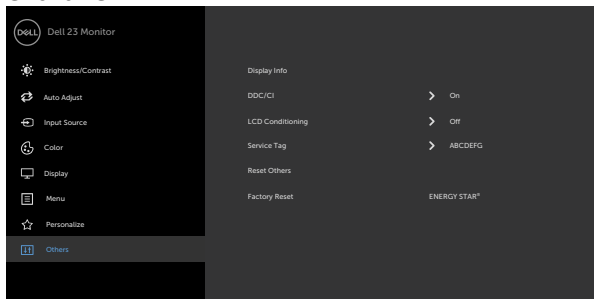 DELL Dell 23 Monitor
Brightness/Contrast Display Info
Auto Adjust DDC/CI On
Input Source LCD Conditioning Off
Color Service Tag ABCDEFG
Display Reset Others
Menu Factory Reset ENERGY STAR®
Personalize
Others